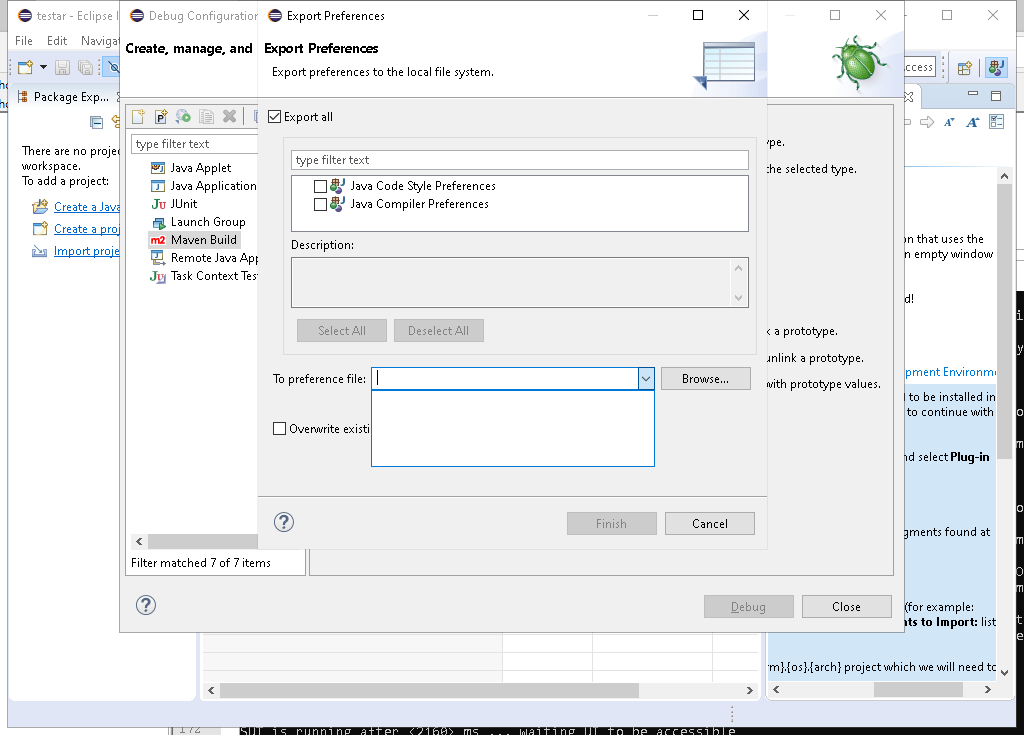 testar - Eclipse I
Debug Configuration
Export Preferences
File Edit Navigat
Create, manage, and
Export Preferences
Export preferences to the local file system.
ccess
Package Exp...
Export all
type filter text
type filter text
There are no projec
workspace.
To add a project:
Create a Java
Create a proj
Import proje
Java Applet
Java Application
JUnit
Launch Group
Maven Build
Remote Java App
Task Context Test
Java Code Style Preferences
Java Compiler Preferences
Description:
Select All
Deselect All
To preference file:
Browse...
Overwrite existi
Finish
Cancel
ype.
the selected type.
k a prototype.
unlink a prototype.
with prototype values.
on that uses the
n empty window
d!
pment Environme
l to be installed in
to continue with
nd select Plug-in
gments found at
(for example:
nts to Import: list
rm}.{os}.{arch} project which we will need to
Filter matched 7 of 7 items
Debug
Close
172
SUT is running after <2160> ms ... waiting UI to be accessible